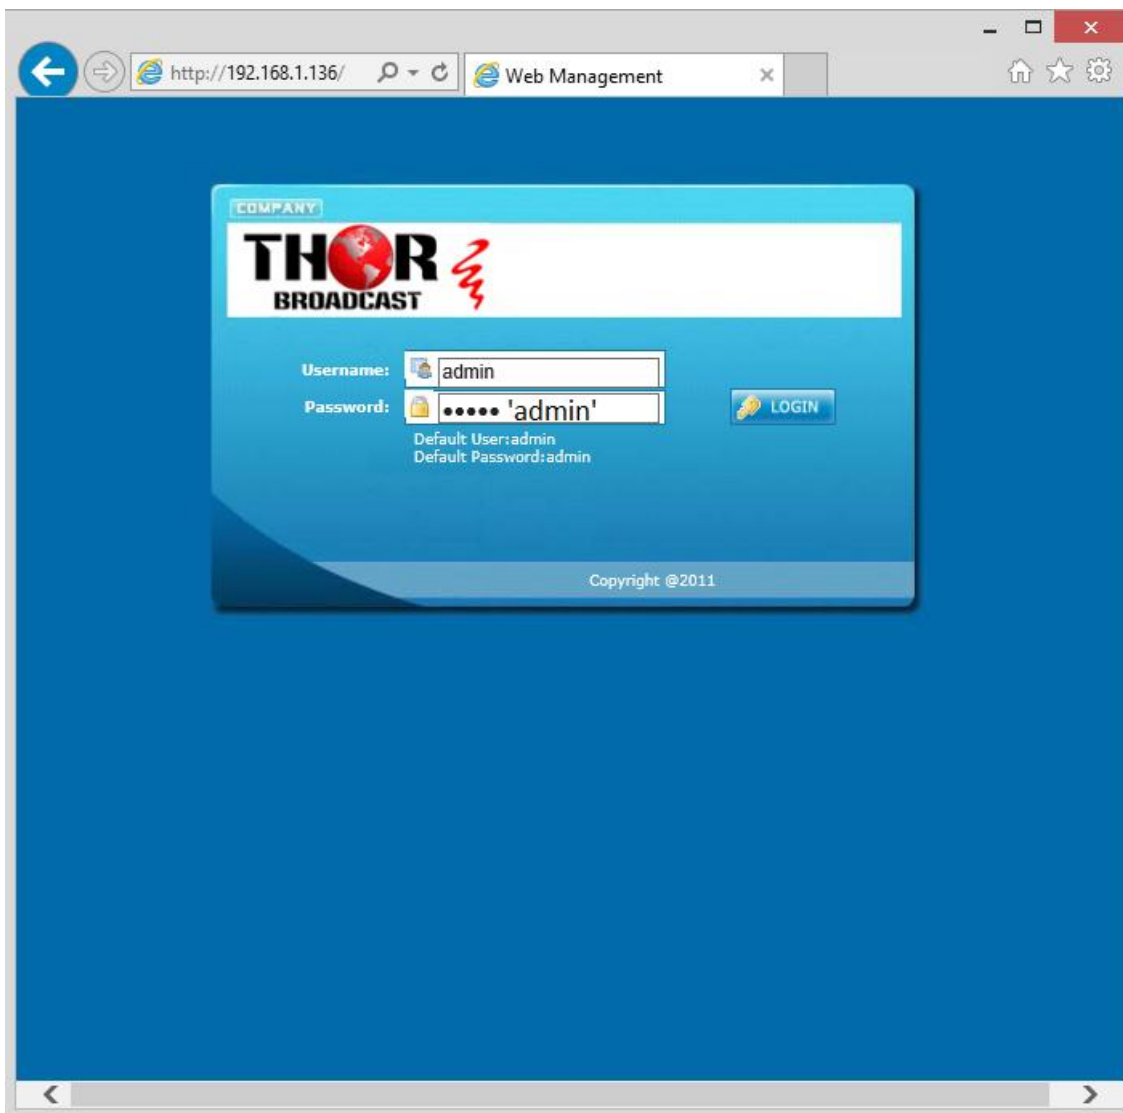 http://192.168.1.136/
Web Management
COMPANY
THOR
BROADCAST
Username:
admin
Password:
••••• 'admin'
LOGIN
Default User:admin
Default Password:admin
Copyright @2011